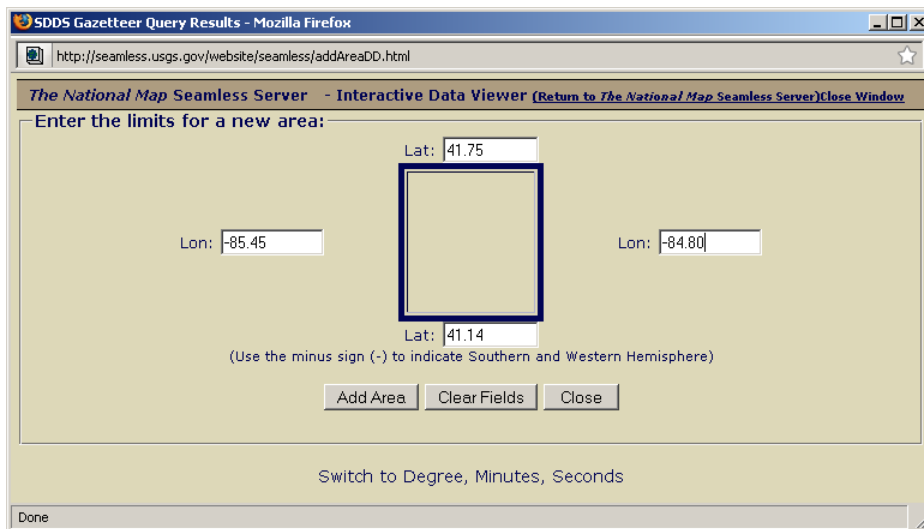 SDDS Gazetteer Query Results - Mozilla Firefox
http://seamless.usgs.gov/website/seamless/addAreaDD.html
The National Map Seamless Server - Interactive Data Viewer (Return to The National Map Seamless Server)Close Window
Enter the limits for a new area:
Lat: 41.75
Lon: -85.45 Lon: -84.80
Lat: 41.14
(Use the minus sign (-) to indicate Southern and Western Hemisphere)
Add Area Clear Fields Close
Switch to Degree, Minutes, Seconds
Done